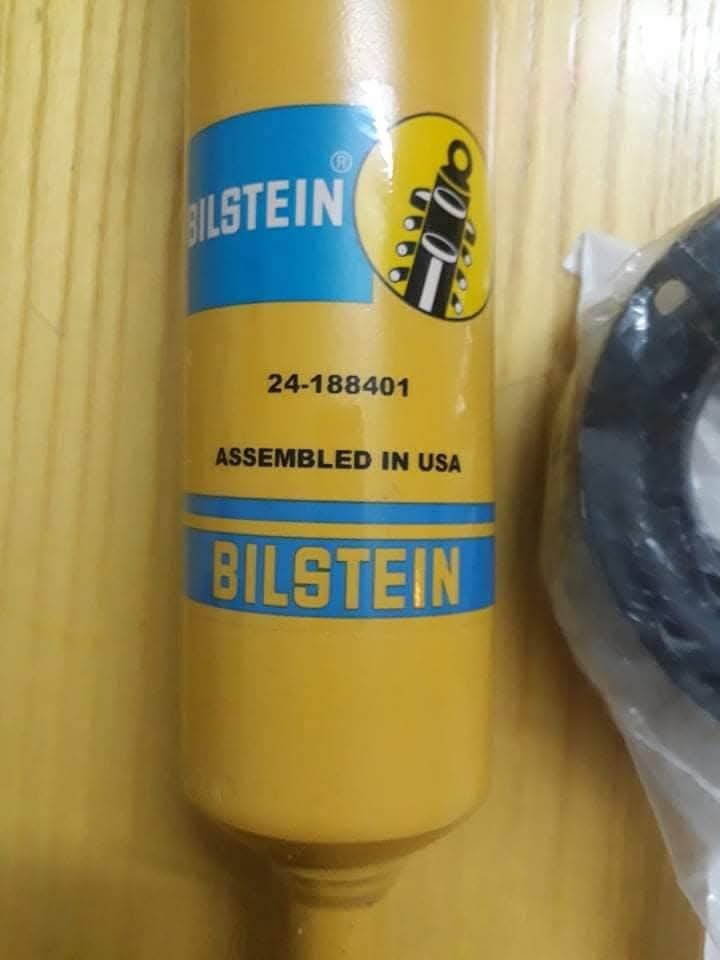 BILSTEIN®
24-188401
ASSEMBLED IN USA
BILSTEIN